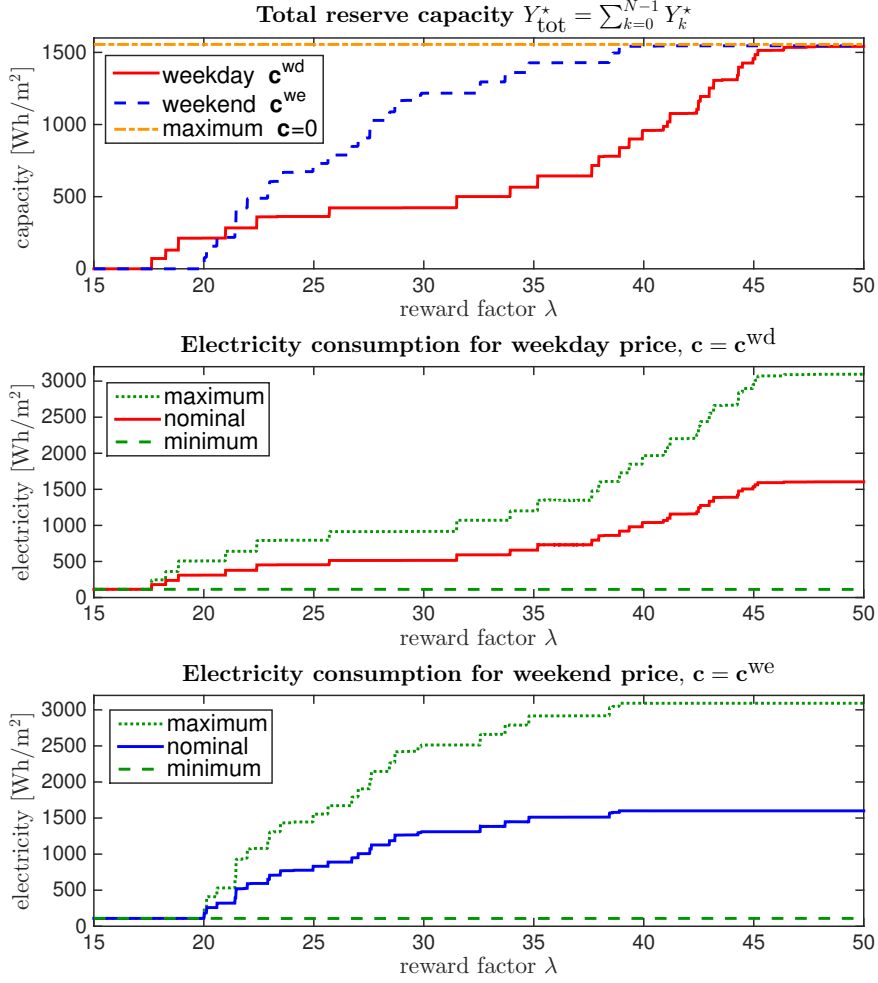 Total reserve capacity $Y^{\star}_{\text{tot}} = \sum_{k=0}^{N-1} Y^{\star}_{k}$
capacity [Wh/m²]
1500
1000
500
0
weekday c^wd
weekend c^we
maximum c=0
15 20 25 30 35 40 45 50
reward factor λ
Electricity consumption for weekday price, c = c^wd
electricity [Wh/m²]
3000
2500
2000
1500
1000
500
0
maximum
nominal
minimum
15 20 25 30 35 40 45 50
reward factor λ
Electricity consumption for weekend price, c = c^we
electricity [Wh/m²]
3000
2500
2000
1500
1000
500
0
maximum
nominal
minimum
15 20 25 30 35 40 45 50
reward factor λ